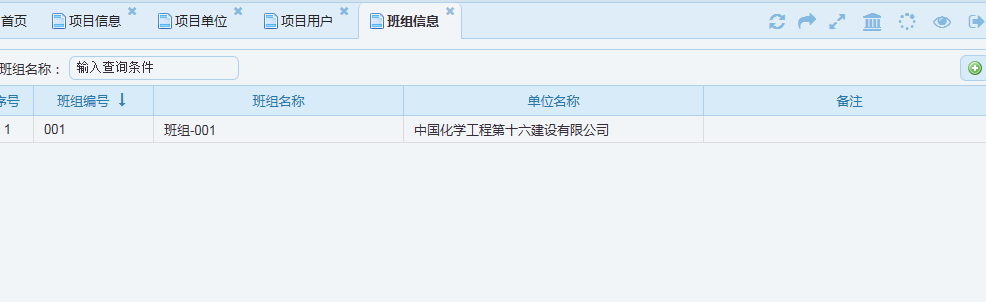 首页 项目信息 项目单位 项目用户 班组信息
班组名称： 输入查询条件
序号 班组编号 班组名称 单位名称 备注
1 001 班组-001 中国化学工程第十六建设有限公司